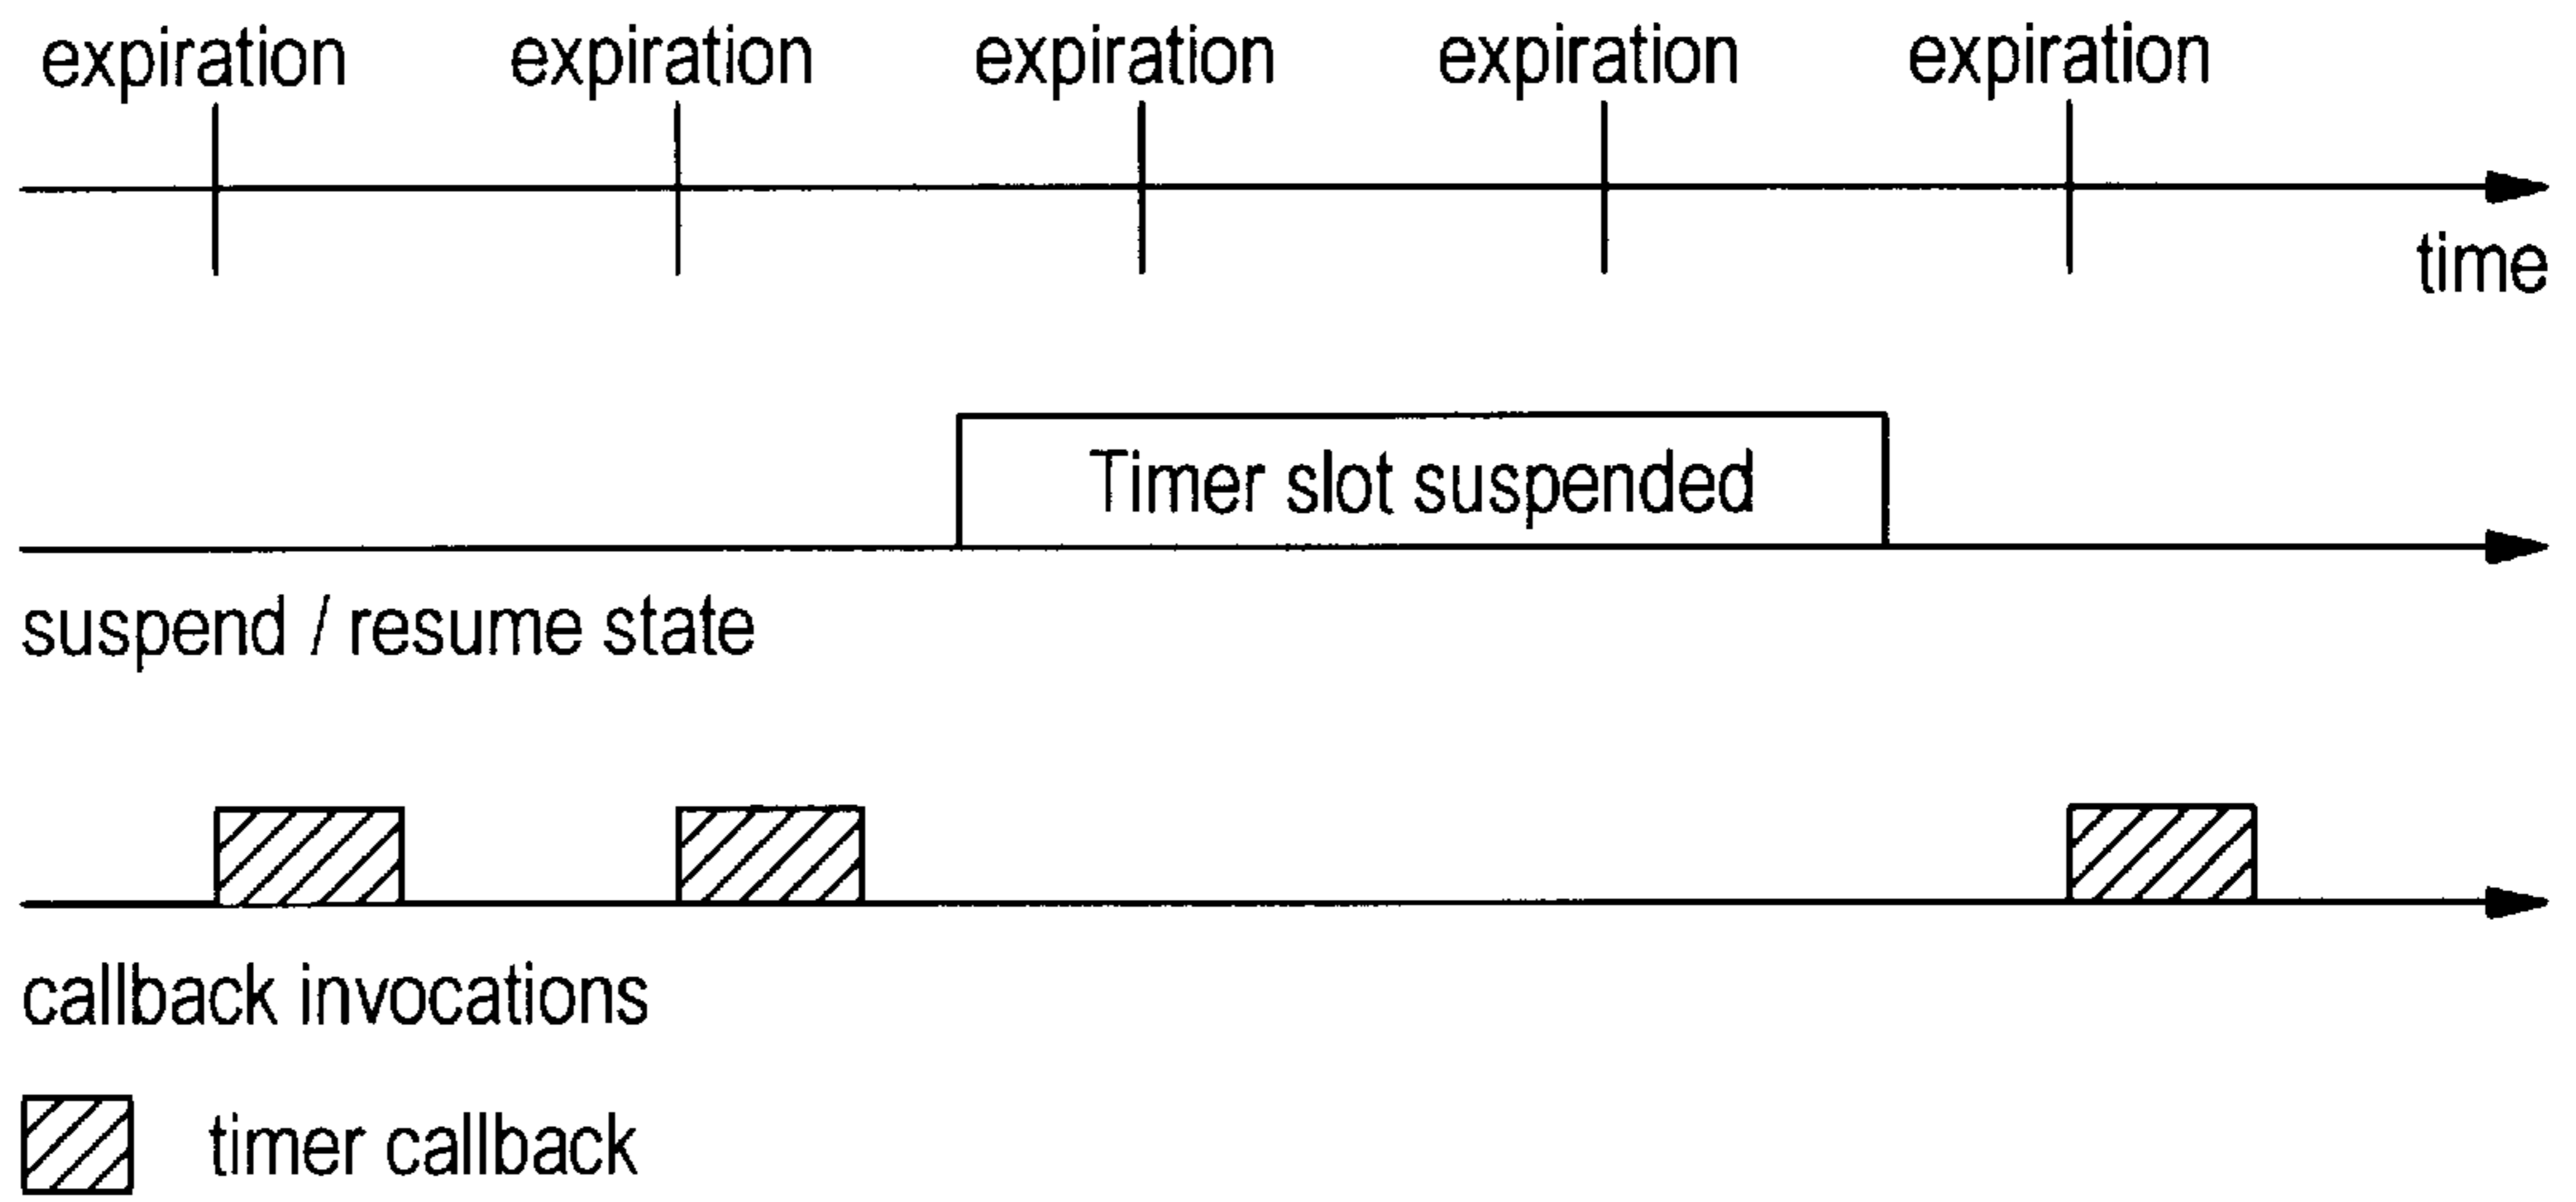 expiration expiration expiration expiration expiration
time
Timer slot suspended
suspend / resume state
callback invocations
timer callback